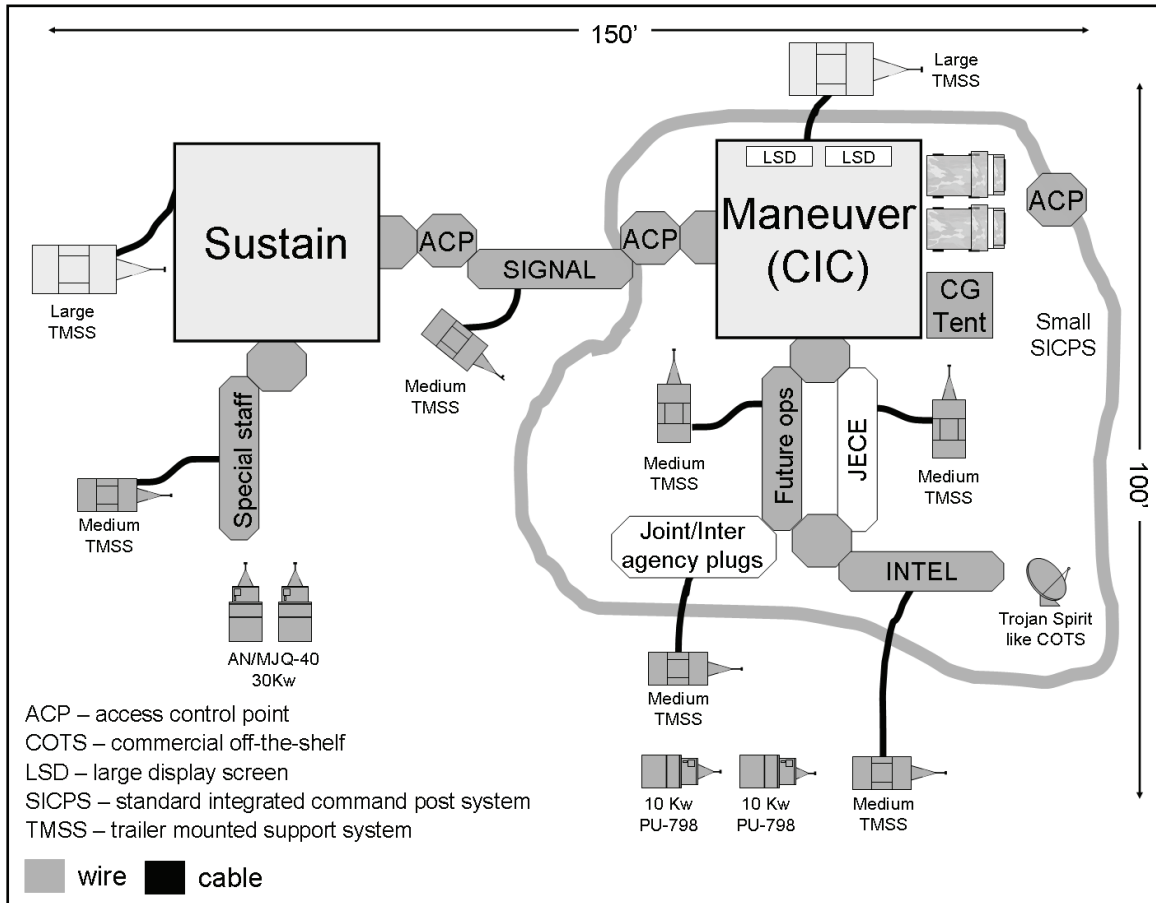 150’
Large
TMSS
LSD
LSD
ACP
Maneuver
(CIC)
Sustain
ACP
ACP
SIGNAL
CG
Tent
Large
TMSS
Small
SICPS
Medium
TMSS
100’
Special staff
Future ops
JECE
Medium
TMSS
Medium
TMSS
Medium
TMSS
Joint/Inter
agency plugs
INTEL
Trojan Spirit
like COTS
AN/MJQ-40
30Kw
Medium
TMSS
ACP – access control point
COTS – commercial off-the-shelf
LSD – large display screen
SICPS – standard integrated command post system
TMSS – trailer mounted support system
10 Kw
PU-798
10 Kw
PU-798
Medium
TMSS
wire
cable